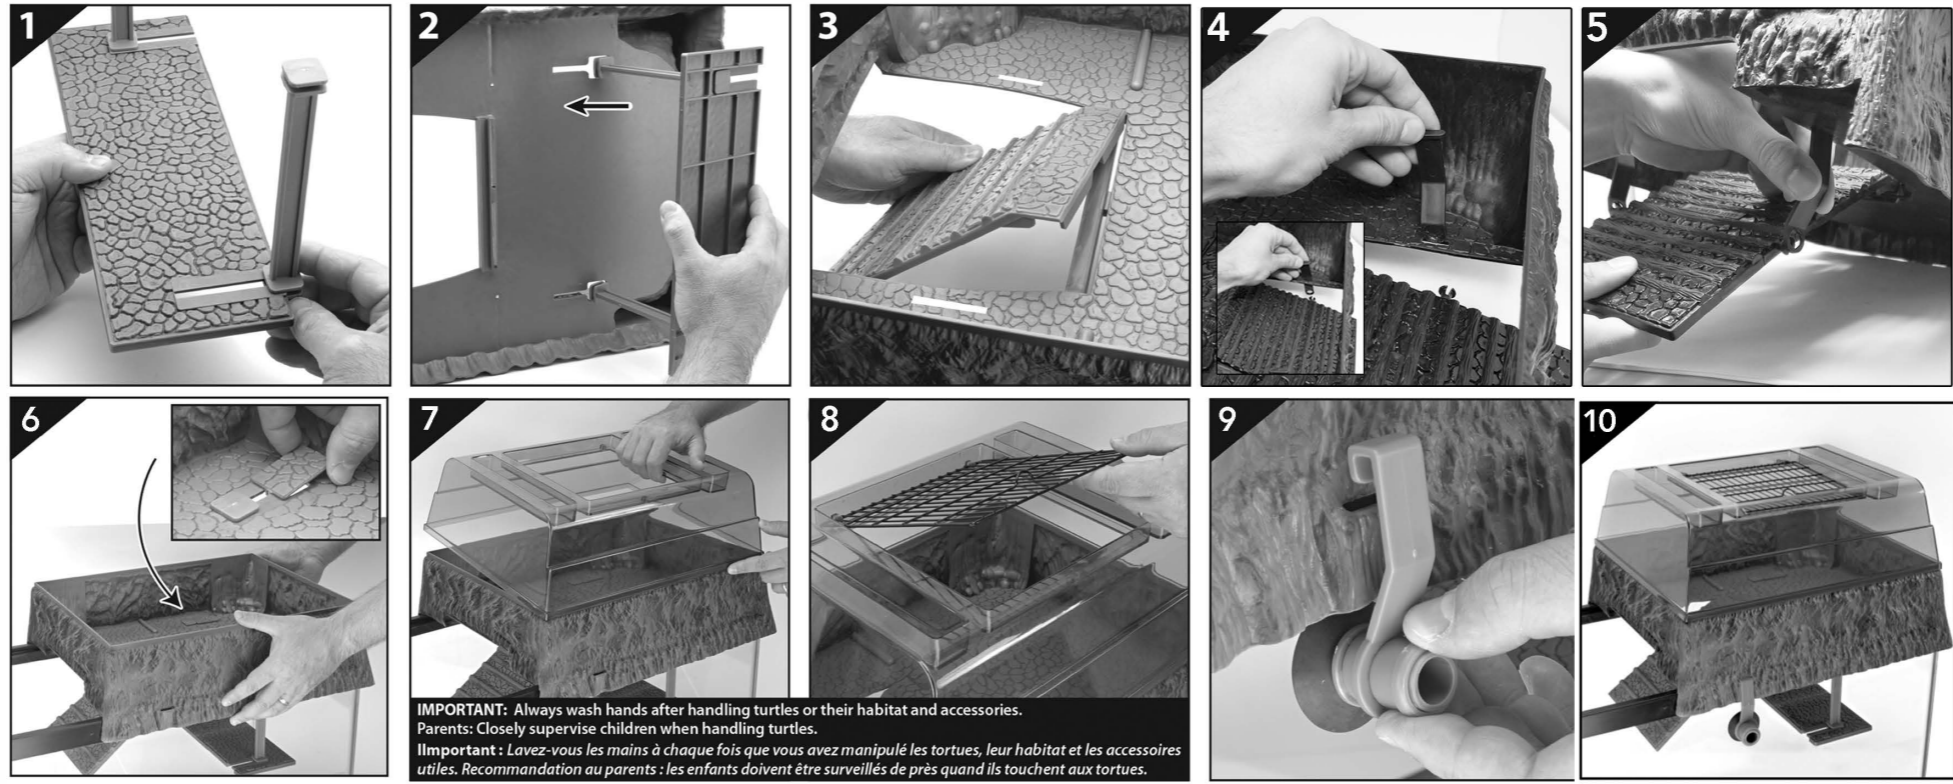 1
2
3
4
5
6
7
8
9
10
IMPORTANT: Always wash hands after handling turtles or their habitat and accessories.
Parents: Closely supervise children when handling turtles.
IImportant : Lavez-vous les mains à chaque fois que vous avez manipulé les tortues, leur habitat et les accessoires
utiles. Recommandation au parents : les enfants doivent être surveillés de près quand ils touchent aux tortues.